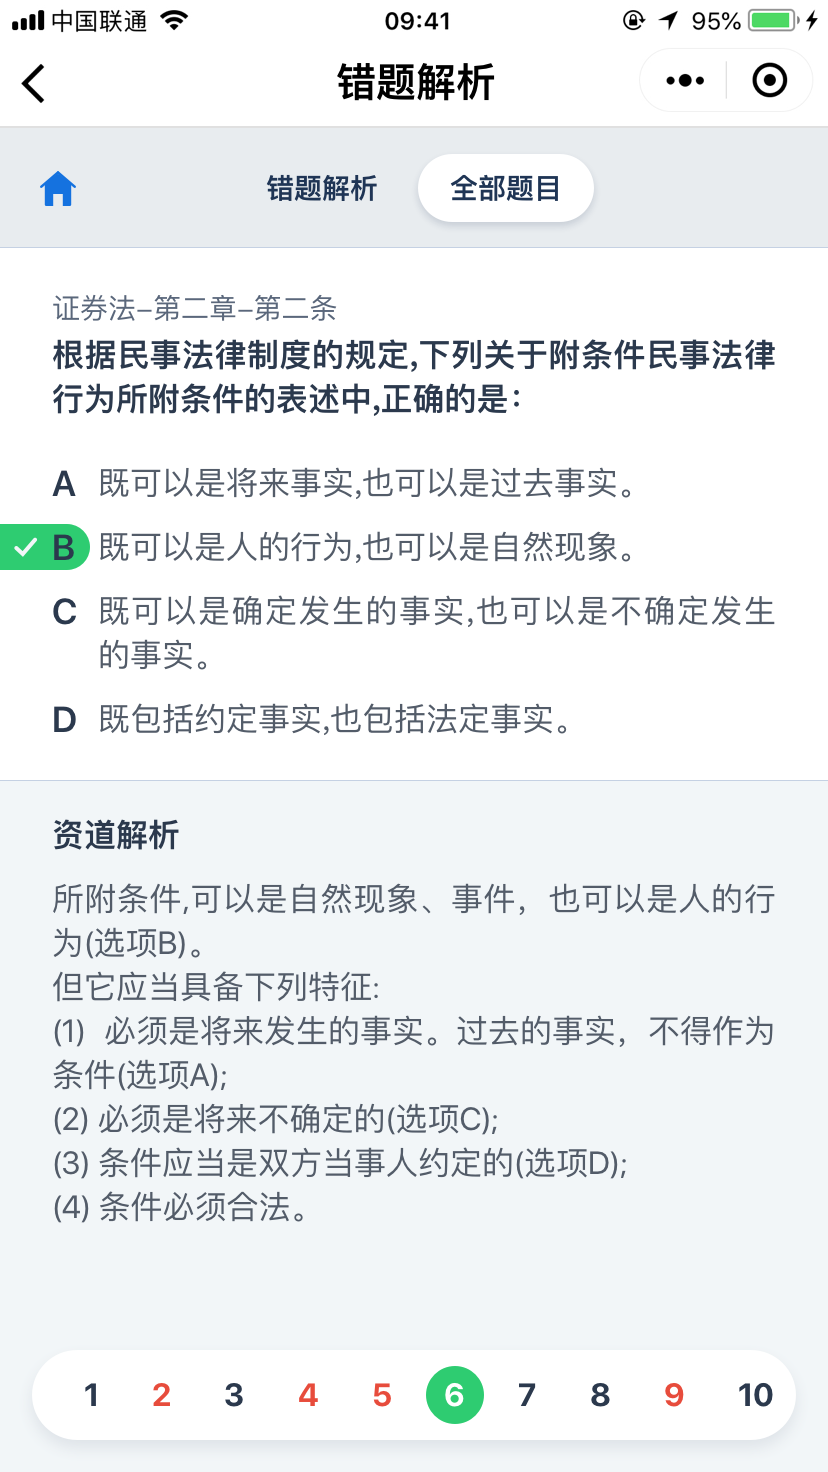 中国联通 09:41 95%
错题解析
错题解析 全部题目
证券法–第二章–第二条
根据民事法律制度的规定,下列关于附条件民事法律
行为所附条件的表述中,正确的是：
A 既可以是将来事实,也可以是过去事实。
B 既可以是人的行为,也可以是自然现象。
C 既可以是确定发生的事实,也可以是不确定发生
的事实。
D 既包括约定事实,也包括法定事实。
资道解析
所附条件,可以是自然现象、事件，也可以是人的行
为(选项B)。
但它应当具备下列特征:
(1) 必须是将来发生的事实。过去的事实，不得作为
条件(选项A);
(2) 必须是将来不确定的(选项C);
(3) 条件应当是双方当事人约定的(选项D);
(4) 条件必须合法。
1 2 3 4 5 6 7 8 9 10